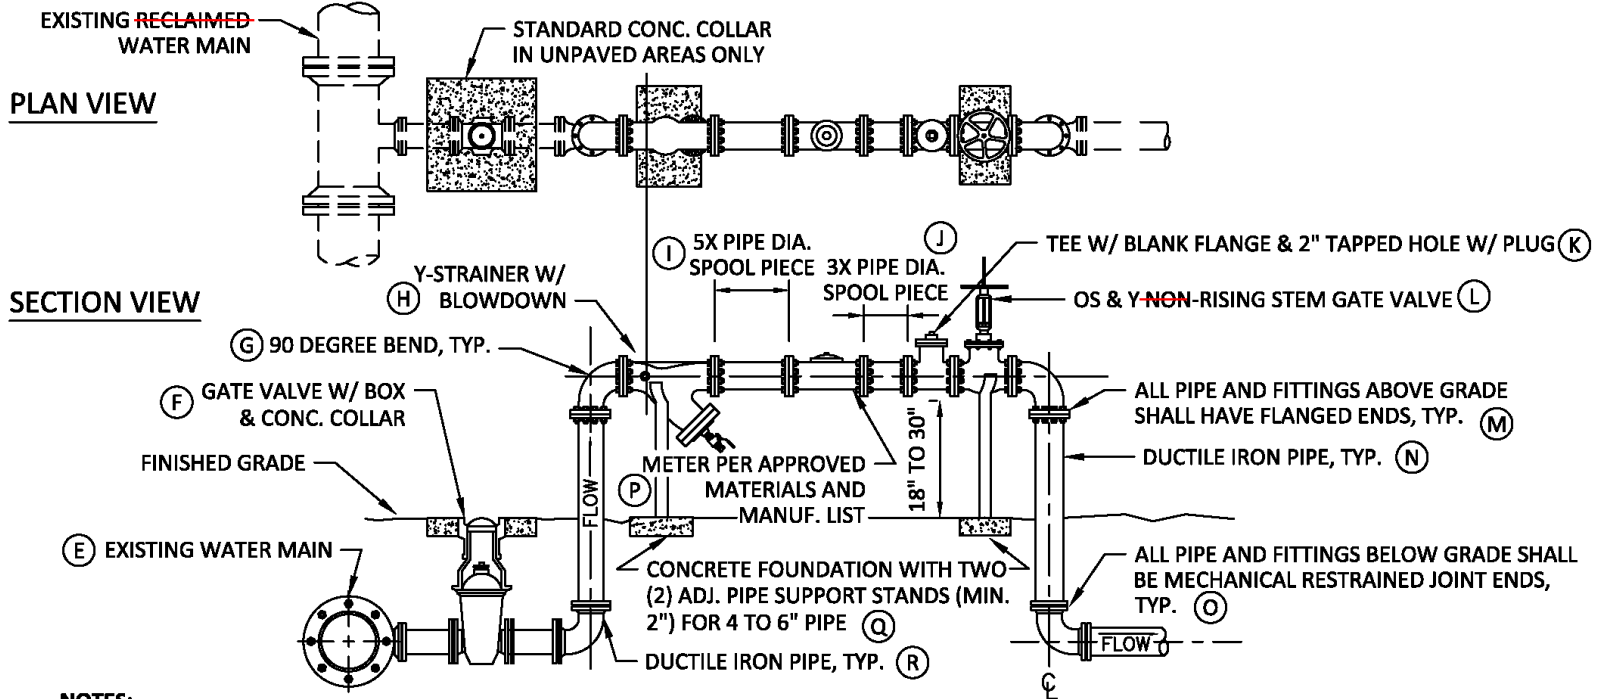 EXISTING RECLAIMED
WATER MAIN
STANDARD CONC. COLLAR
IN UNPAVED AREAS ONLY
PLAN VIEW
SECTION VIEW
Y-STRAINER W/
BLOWDOWN
H
I
5X PIPE DIA.
SPOOL PIECE
J
3X PIPE DIA.
SPOOL PIECE
TEE W/ BLANK FLANGE & 2" TAPPED HOLE W/ PLUG K
OS & Y NON-RISING STEM GATE VALVE L
G 90 DEGREE BEND, TYP.
F GATE VALVE W/ BOX
& CONC. COLLAR
ALL PIPE AND FITTINGS ABOVE GRADE
SHALL HAVE FLANGED ENDS, TYP. M
FINISHED GRADE
DUCTILE IRON PIPE, TYP. N
18" TO 30"
P
METER PER APPROVED
MATERIALS AND
MANUF. LIST
FLOW
E EXISTING WATER MAIN
CONCRETE FOUNDATION WITH TWO
(2) ADJ. PIPE SUPPORT STANDS (MIN.
2") FOR 4 TO 6" PIPE Q
ALL PIPE AND FITTINGS BELOW GRADE SHALL
BE MECHANICAL RESTRAINED JOINT ENDS,
TYP. O
DUCTILE IRON PIPE, TYP. R
FLOW
℄
NOTES: